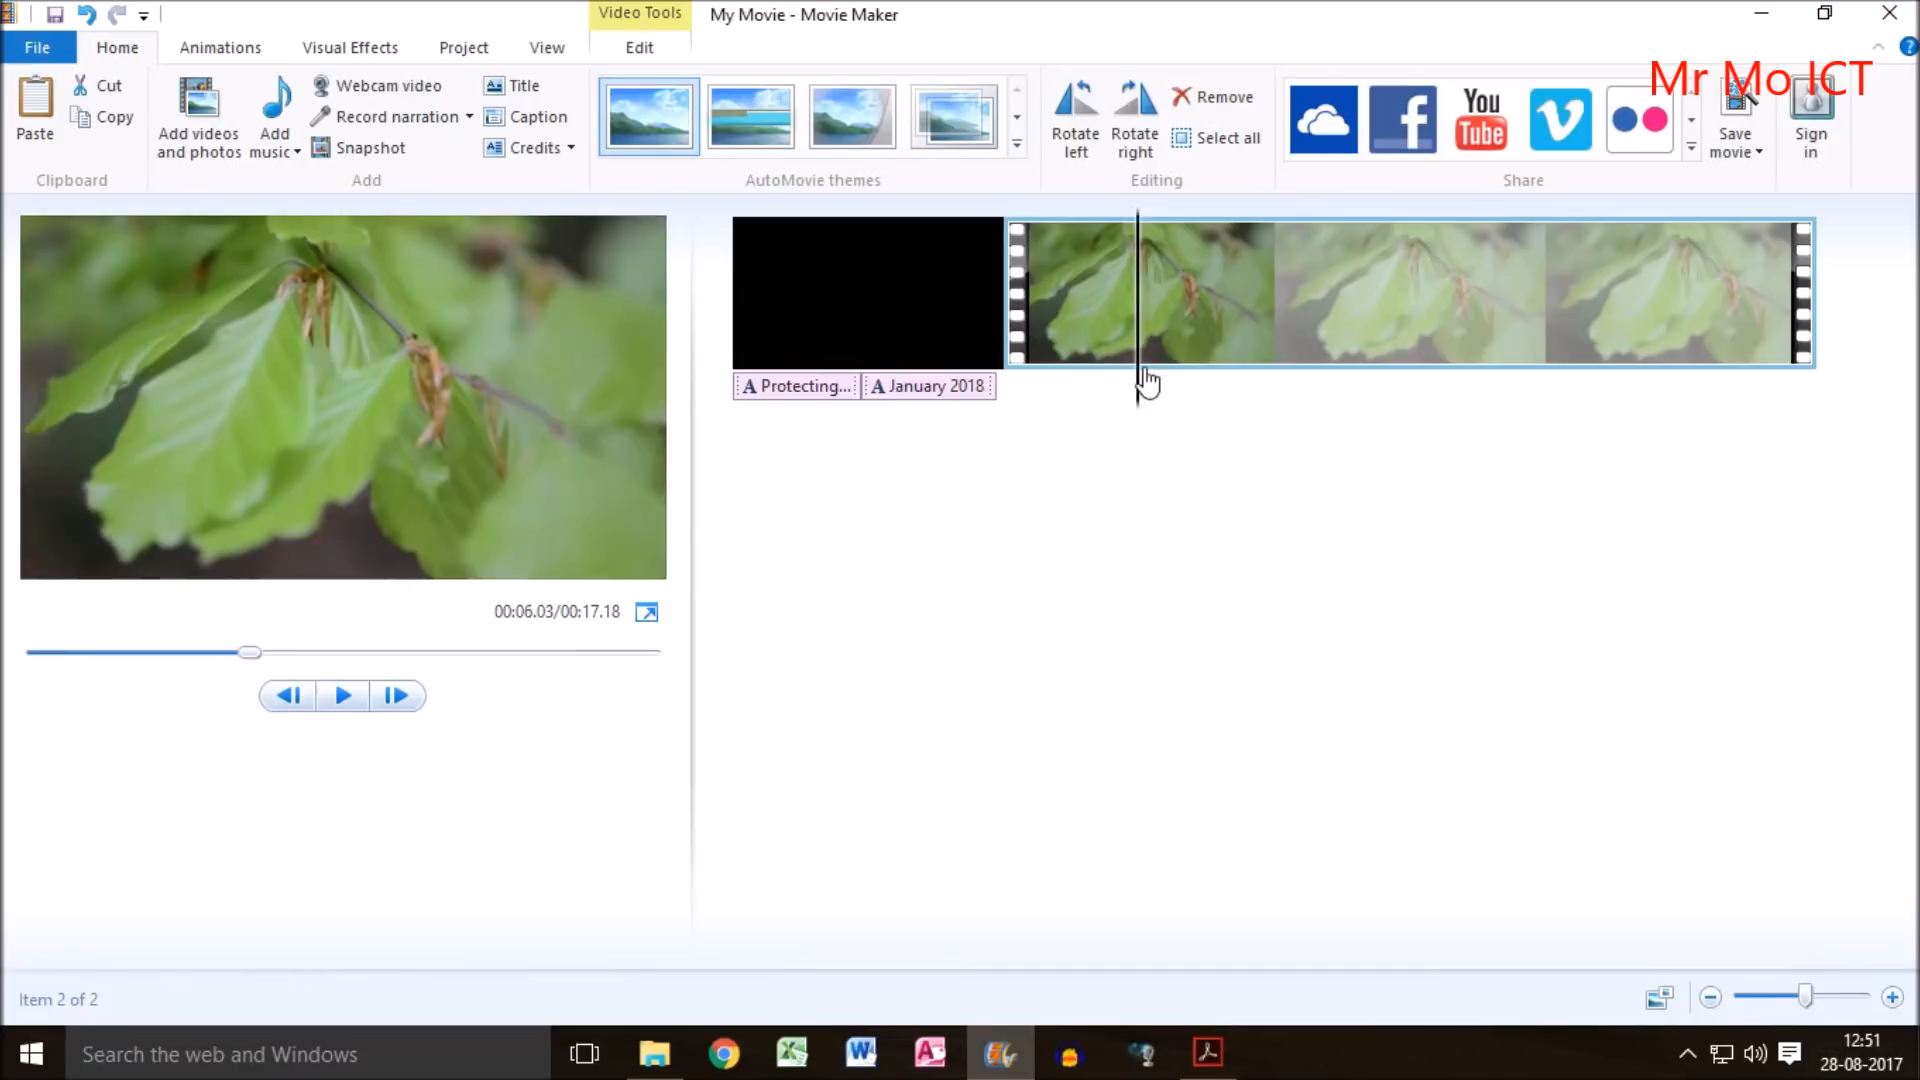 Video Tools
My Movie - Movie Maker
File
Home
Animations
Visual Effects
Project
View
Edit
Mr Mo ICT
Paste
Cut
Copy
Clipboard
Add videos
and photos
Add
music
Webcam video
Record narration
Snapshot
Title
Caption
Credits
Add
AutoMovie themes
Rotate
left
Rotate
right
Remove
Select all
Editing
You
Tube
Share
Save
movie
Sign
in
A Protecting...
A January 2018
00:06.03/00:17.18
Item 2 of 2
Search the web and Windows
12:51
28-08-2017